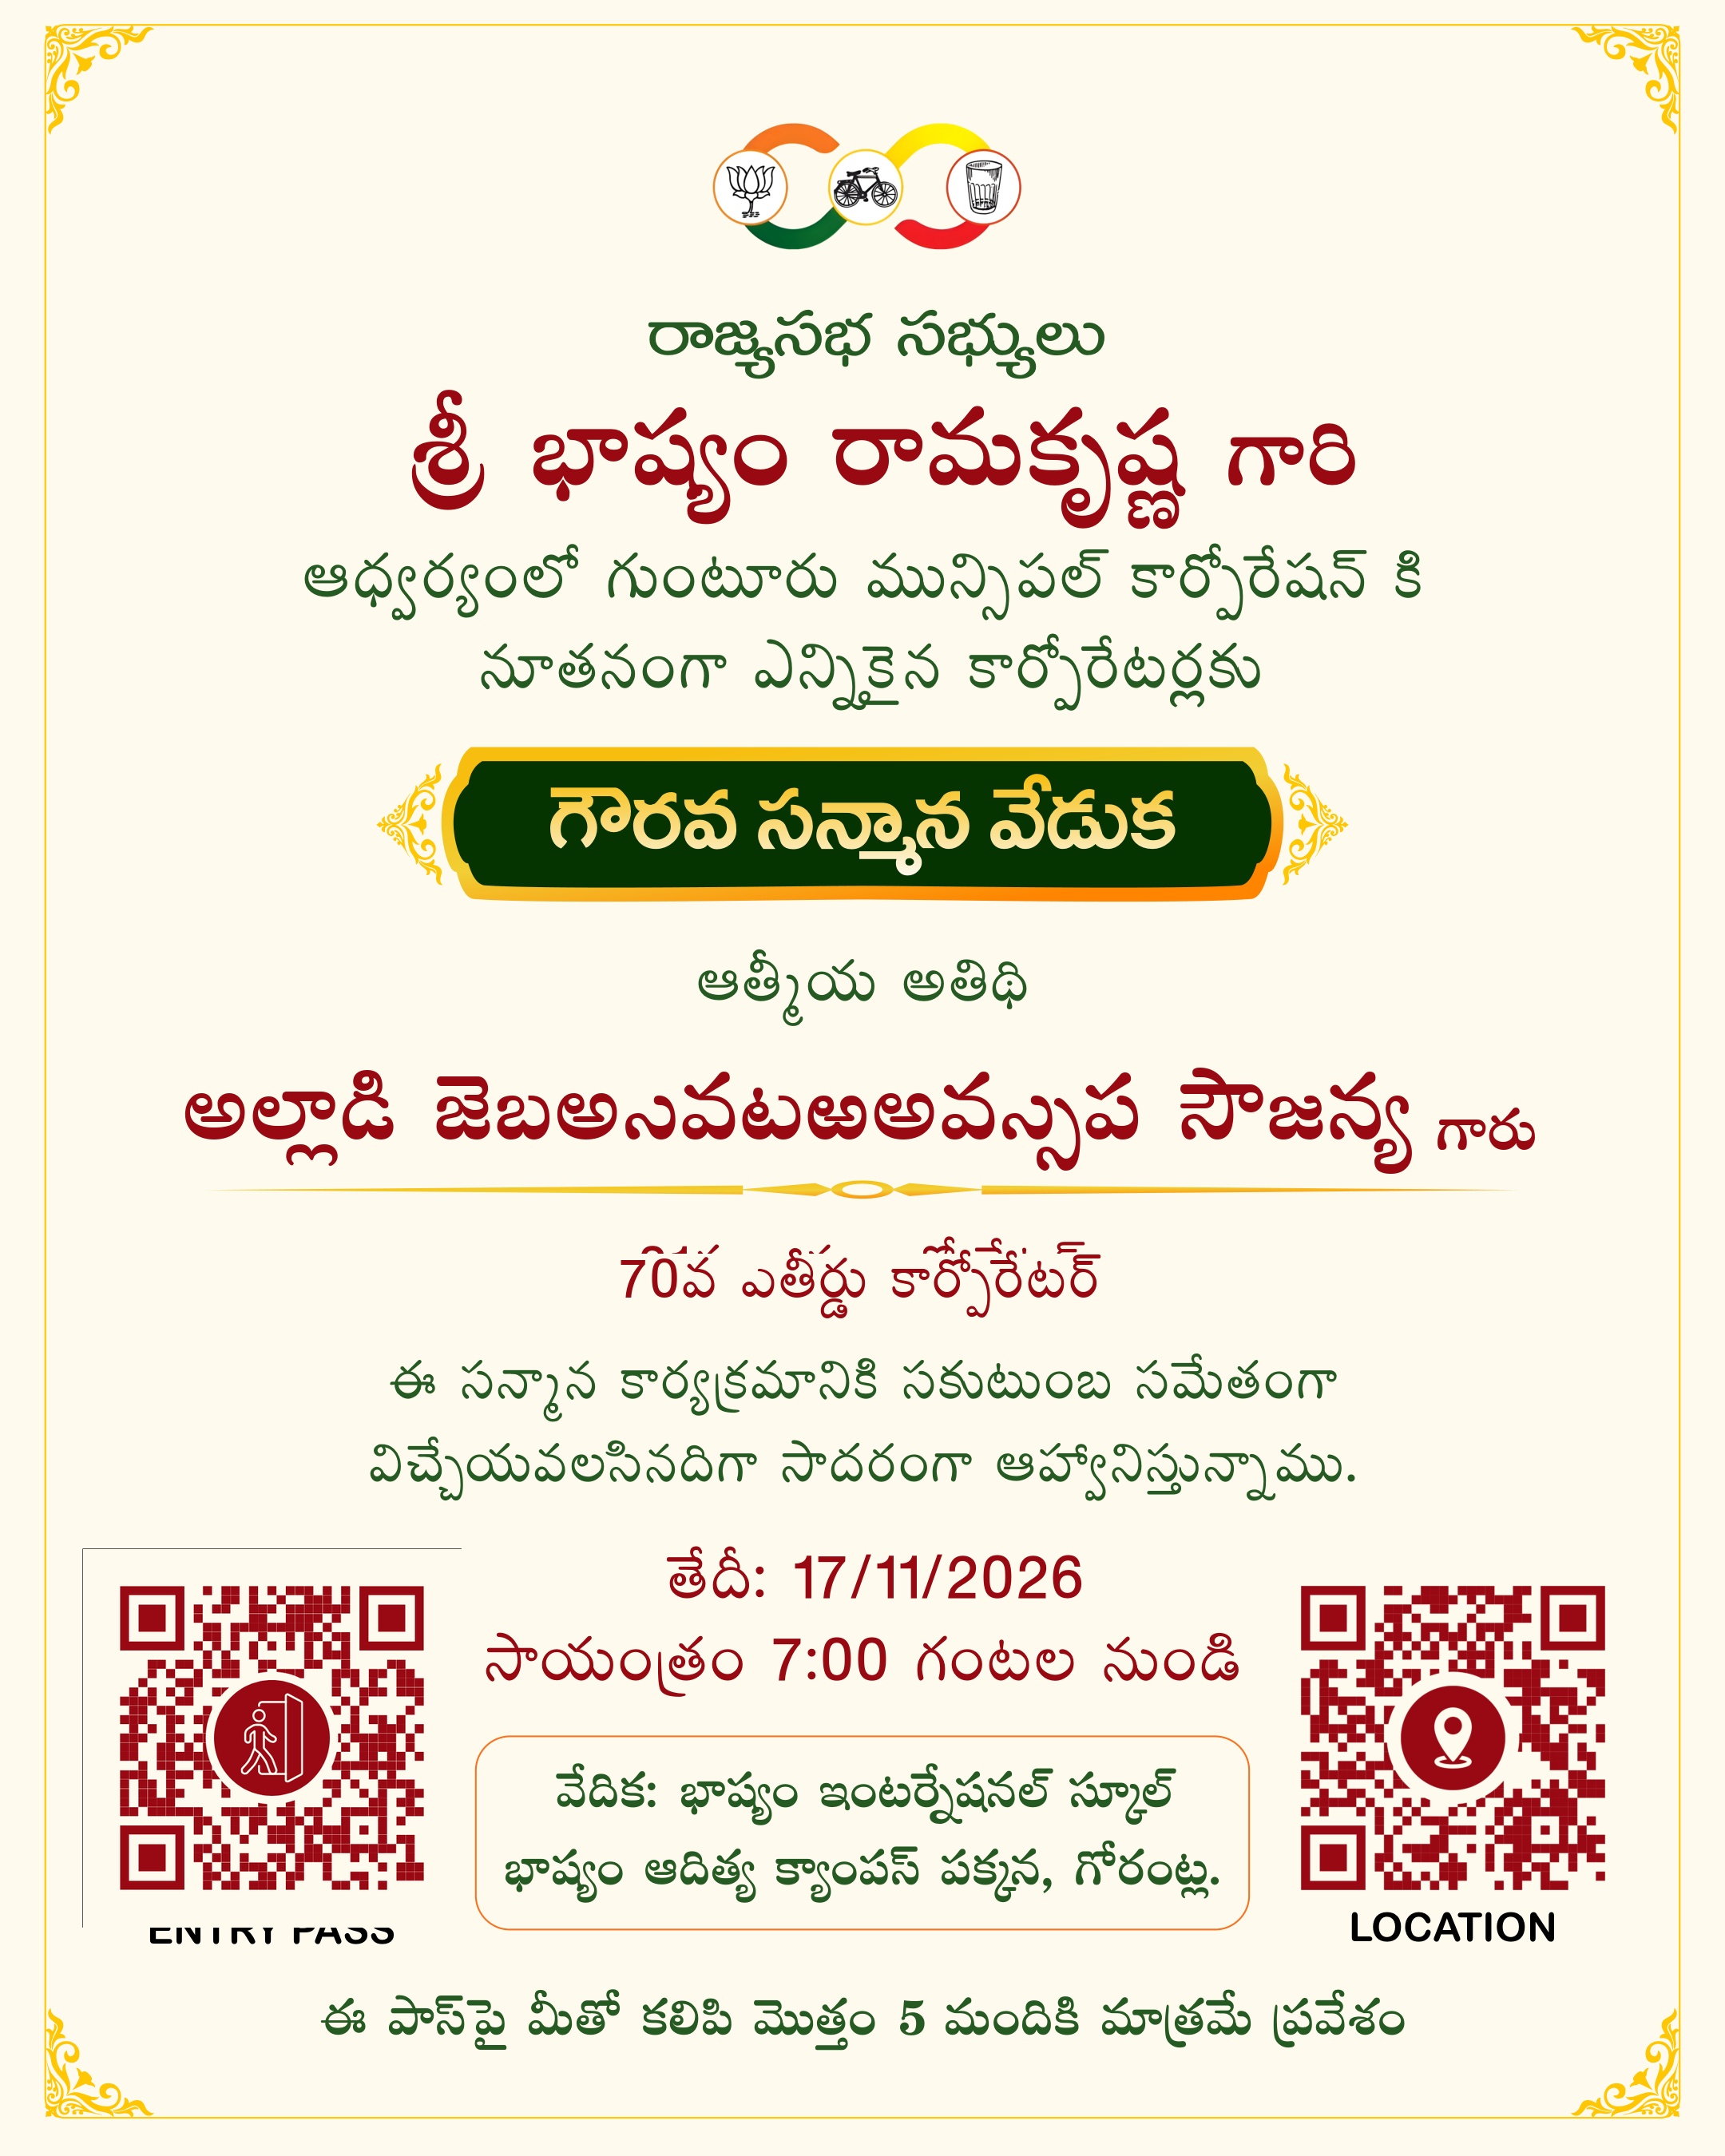 రాజ్యసభ సభ్యులు
శ్రీ భాష్యం రామకృష్ణ గారి
ఆధ్వర్యంలో గుంటూరు మున్సిపల్ కార్పోరేషన్ కి
నూతనంగా ఎన్నికైన కార్పోరేటర్లకు
గౌరవ సన్మాన వేడుక
ఆత్మీయ అతిథి
అల్లాడి జెబఅసవటఱఅవస్సప సౌజన్య గారు
70వ ఎతీర్డు కార్పోరేటర్
ఈ సన్మాన కార్యక్రమానికి సకుటుంబ సమేతంగా
విచ్చేయవలసినదిగా సాదరంగా ఆహ్వానిస్తున్నాము.
తేదీ: 17/11/2026
సాయంత్రం 7:00 గంటల నుండి
వేదిక: భాష్యం ఇంటర్నేషనల్ స్కూల్
భాష్యం ఆదిత్య క్యాంపస్ పక్కన, గోరంట్ల.
ENTRY PASS
LOCATION
ఈ పాస్‌పై మీతో కలిపి మొత్తం 5 మందికి మాత్రమే ప్రవేశం